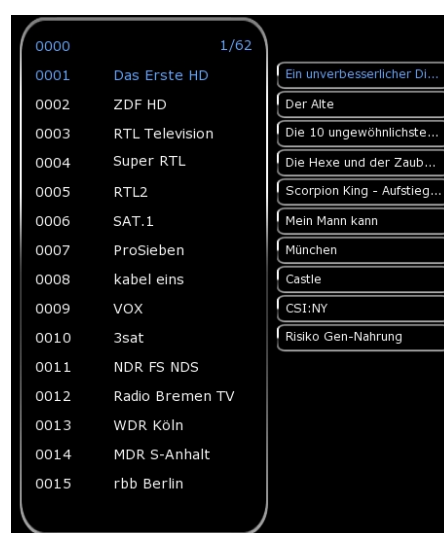 0000 1/62
0001 Das Erste HD Ein unverbesserlicher Di...
0002 ZDF HD Der Alte
0003 RTL Television Die 10 ungewöhnlichste...
0004 Super RTL Die Hexe und der Zaub...
0005 RTL2 Scorpion King - Aufstieg...
0006 SAT.1 Mein Mann kann
0007 ProSieben München
0008 kabel eins Castle
0009 VOX CSI:NY
0010 3sat Risiko Gen-Nahrung
0011 NDR FS NDS
0012 Radio Bremen TV
0013 WDR Köln
0014 MDR S-Anhalt
0015 rbb Berlin